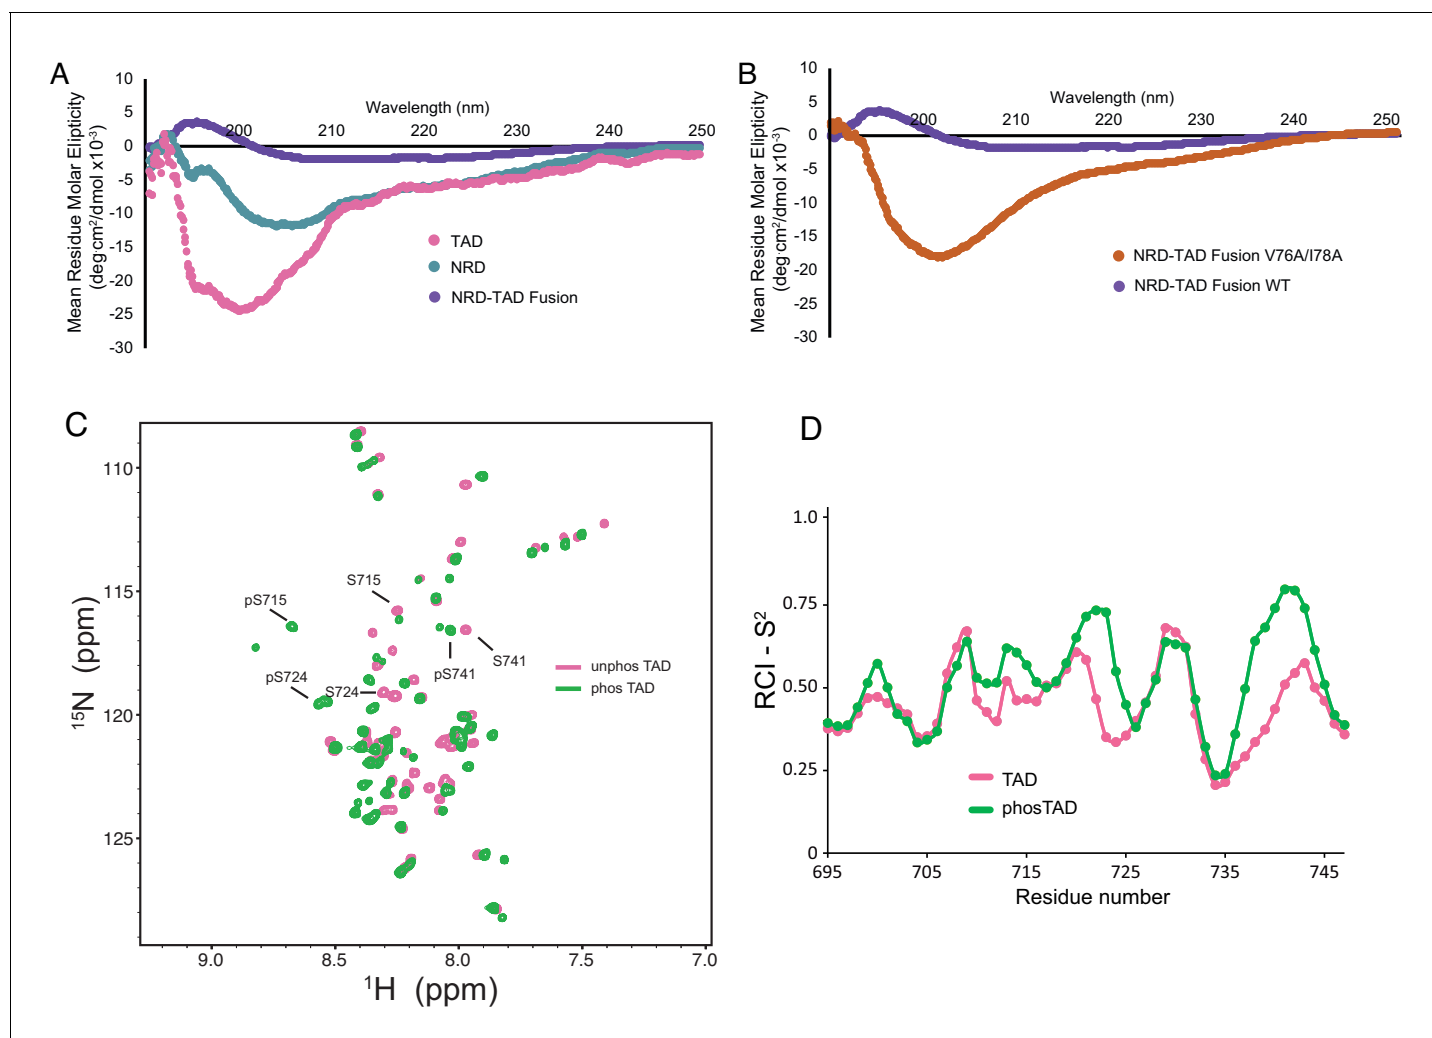 A
Mean Residue Molar Elipticity
(deg·cm²/dmol x10⁻³)
10
5
0
-5
-10
-15
-20
-25
-30
Wavelength (nm)
200
210
220
230
240
250
TAD
NRD
NRD-TAD Fusion
B
Mean Residue Molar Elipticity
(deg·cm²/dmol x10⁻³)
10
5
0
-5
-10
-15
-20
-25
-30
Wavelength (nm)
200
210
220
230
240
250
NRD-TAD Fusion V76A/I78A
NRD-TAD Fusion WT
C
¹⁵N (ppm)
110
115
120
125
S715
pS715
pS724
S724
pS741
S741
unphos TAD
phos TAD
9.0
8.5
8.0
7.5
7.0
¹H (ppm)
D
RCI - S²
1.0
0.75
0.50
0.25
0
TAD
phosTAD
695
705
715
725
735
745
Residue number